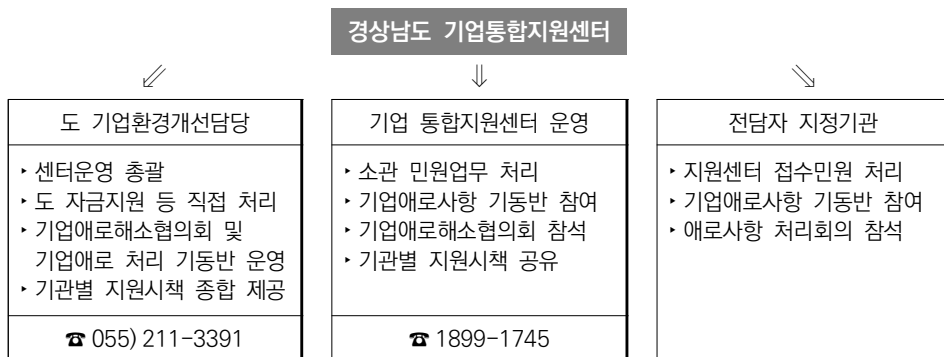 경상남도 기업통합지원센터
⇙ ⇓ ⇘
도 기업환경개선담당
‣ 센터운영 총괄
‣ 도 자금지원 등 직접 처리
‣ 기업애로해소협의회 및
기업애로 처리 기동반 운영
‣ 기관별 지원시책 종합 제공
☎ 055) 211-3391
기업 통합지원센터 운영
‣ 소관 민원업무 처리
‣ 기업애로사항 기동반 참여
‣ 기업애로해소협의회 참석
‣ 기관별 지원시책 공유
☎ 1899-1745
전담자 지정기관
‣ 지원센터 접수민원 처리
‣ 기업애로사항 기동반 참여
‣ 애로사항 처리회의 참석